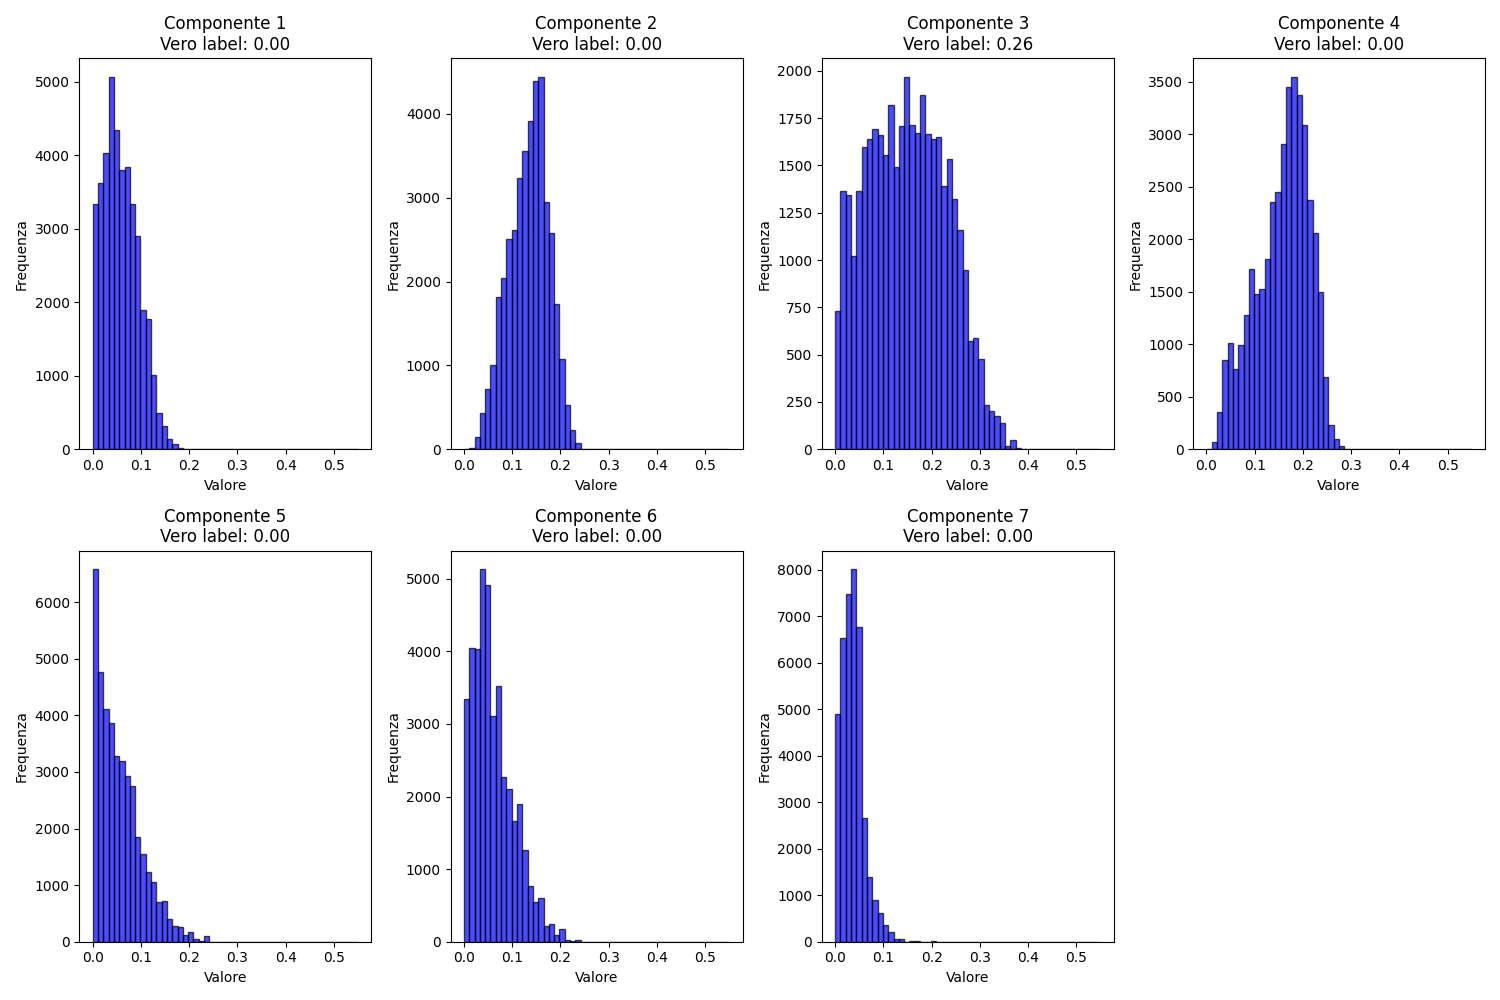 Componente 1
Vero label: 0.00
Frequenza
5000
4000
3000
2000
1000
0
0.0 0.1 0.2 0.3 0.4 0.5
Valore
Componente 2
Vero label: 0.00
Frequenza
4000
3000
2000
1000
0
0.0 0.1 0.2 0.3 0.4 0.5
Valore
Componente 3
Vero label: 0.26
Frequenza
2000
1750
1500
1250
1000
750
500
250
0
0.0 0.1 0.2 0.3 0.4 0.5
Valore
Componente 4
Vero label: 0.00
Frequenza
3500
3000
2500
2000
1500
1000
500
0
0.0 0.1 0.2 0.3 0.4 0.5
Valore
Componente 5
Vero label: 0.00
Frequenza
6000
5000
4000
3000
2000
1000
0
0.0 0.1 0.2 0.3 0.4 0.5
Valore
Componente 6
Vero label: 0.00
Frequenza
5000
4000
3000
2000
1000
0
0.0 0.1 0.2 0.3 0.4 0.5
Valore
Componente 7
Vero label: 0.00
Frequenza
8000
7000
6000
5000
4000
3000
2000
1000
0
0.0 0.1 0.2 0.3 0.4 0.5
Valore